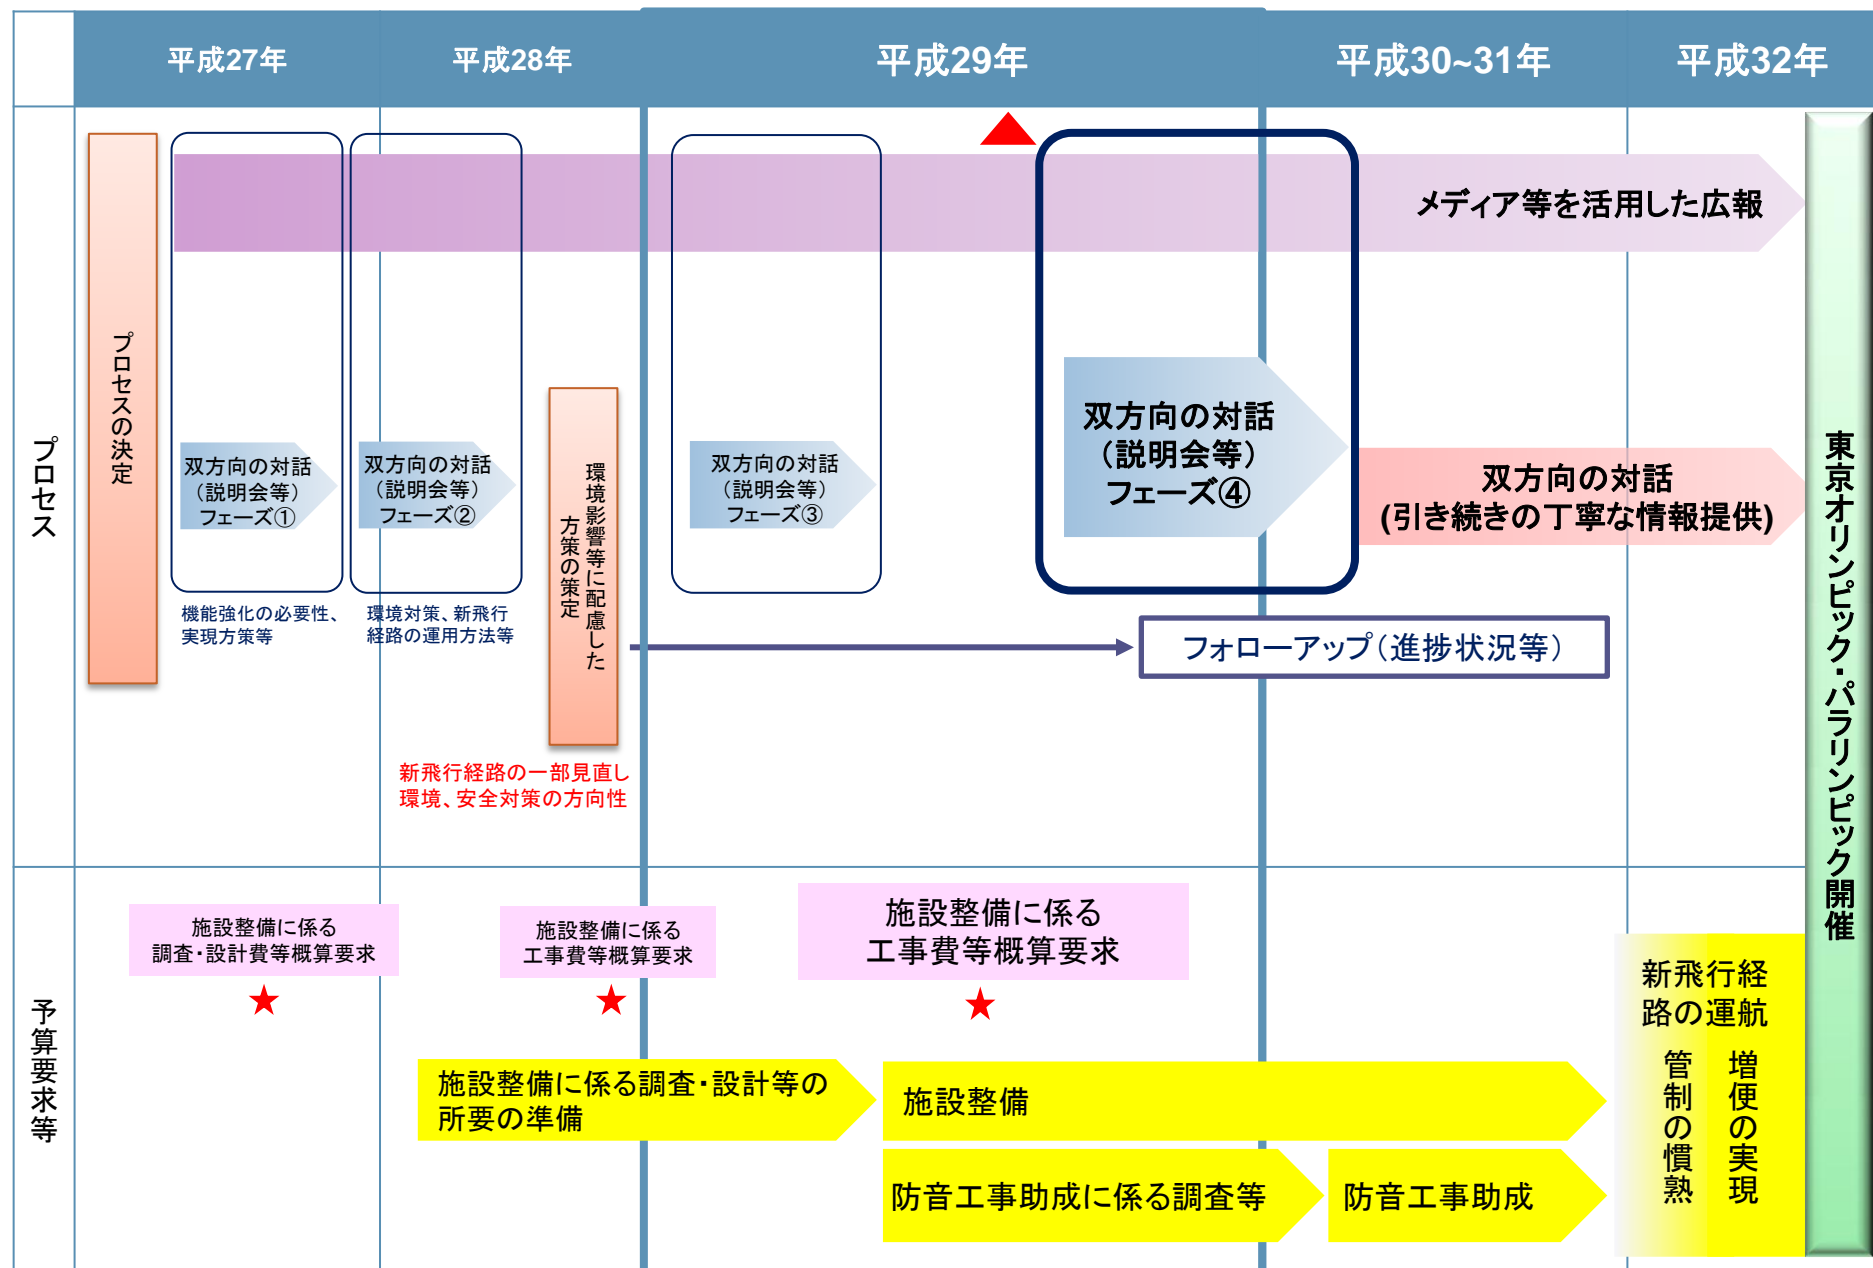 平成27年
平成28年
平成29年
平成30~31年
平成32年
プロセス
プロセスの決定
メディア等を活用した広報
双方向の対話
（説明会等）
フェーズ①
機能強化の必要性、
実現方策等
双方向の対話
（説明会等）
フェーズ②
環境対策、新飛行
経路の運用方法等
環境影響等に配慮した
方策の策定
新飛行経路の一部見直し
環境、安全対策の方向性
双方向の対話
（説明会等）
フェーズ③
双方向の対話
（説明会等）
フェーズ④
双方向の対話
(引き続きの丁寧な情報提供)
フォローアップ（進捗状況等）
東京オリンピック・パラリンピック開催
予算要求等
施設整備に係る
調査・設計費等概算要求
★
施設整備に係る
工事費等概算要求
★
施設整備に係る
工事費等概算要求
★
施設整備に係る調査・設計等の
所要の準備
施設整備
防音工事助成に係る調査等
防音工事助成
新飛行経
路の運航
増便の実現
管制の慣熟